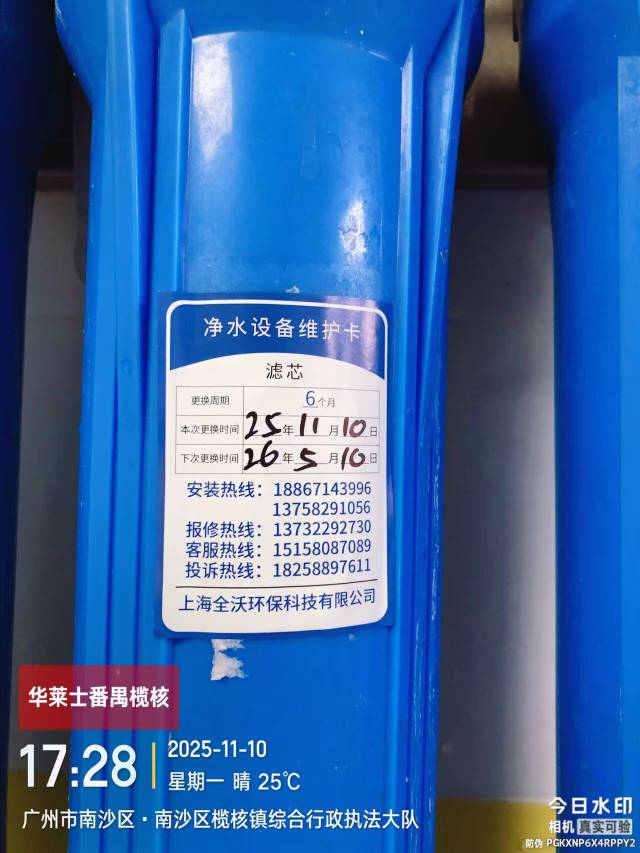 净水设备维护卡
滤芯
更换周期 6个月
本次更换时间 25年11月10日
下次更换时间 26年5月10日
安装热线：18867143996
13758291056
报修热线：13732292730
客服热线：15158087089
投诉热线：18258897611
上海全沃环保科技有限公司
华莱士番禺榄核
17:28
2025-11-10
星期一 晴 25℃
广州市南沙区·南沙区榄核镇综合行政执法大队
今日水印
相机 真实可验
防伪 PGKXNP6X4RPPY2